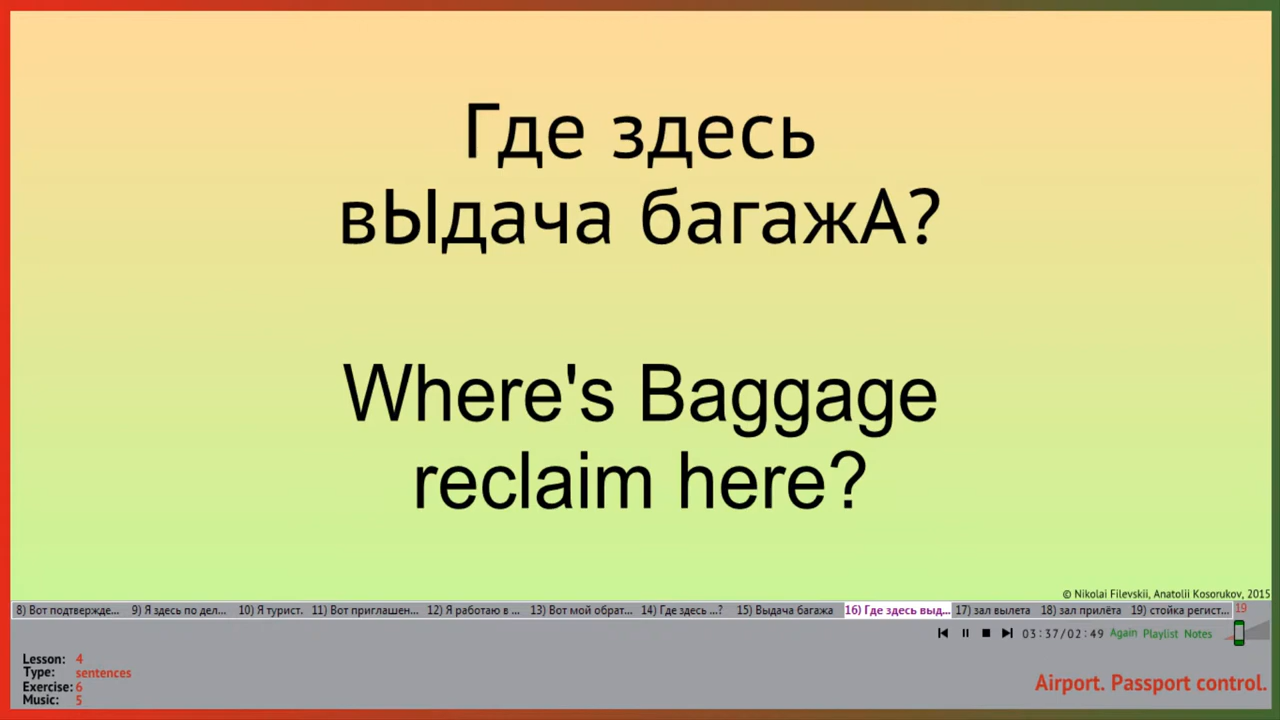 Где здесь
вЫдача багажА?
Where's Baggage
reclaim here?
© Nikolai Filevskii, Anatolii Kosorukov, 2015
8) Вот подтвержде... 9) Я здесь по дел... 10) Я турист. 11) Вот приглашен... 12) Я работаю в ... 13) Вот мой обрат... 14) Где здесь ...? 15) Выдача багажа 16) Где здесь выд... 17) зал вылета 18) зал прилёта 19) стойка регист... 19
03:37/02:49 Again Playlist Notes
Lesson: 4
Type: sentences
Exercise: 6
Music: 5
Airport. Passport control.